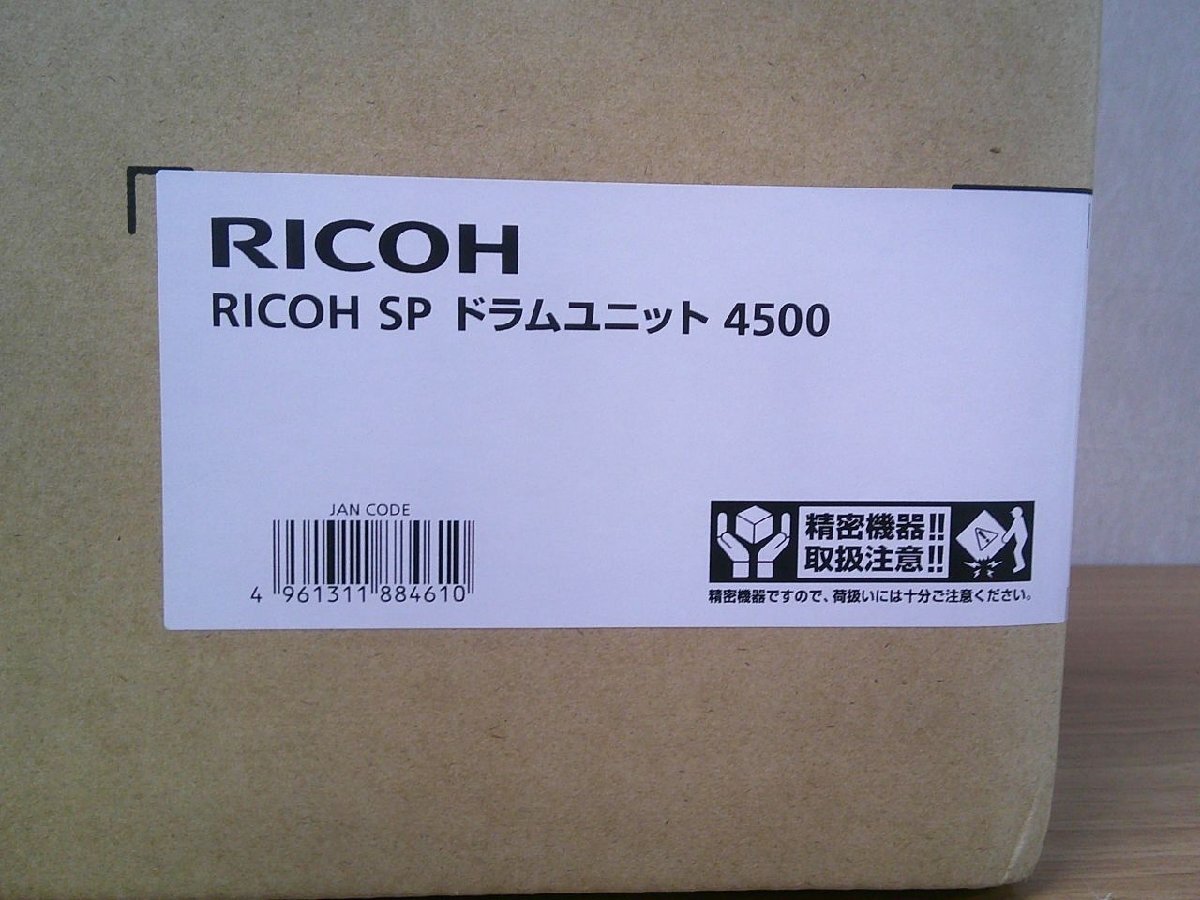 RICOH
RICOH SP ドラムユニット 4500
JAN CODE
4 961311 884610
精密機器!!
取扱注意!!
精密機器ですので、荷扱いには十分ご注意ください。